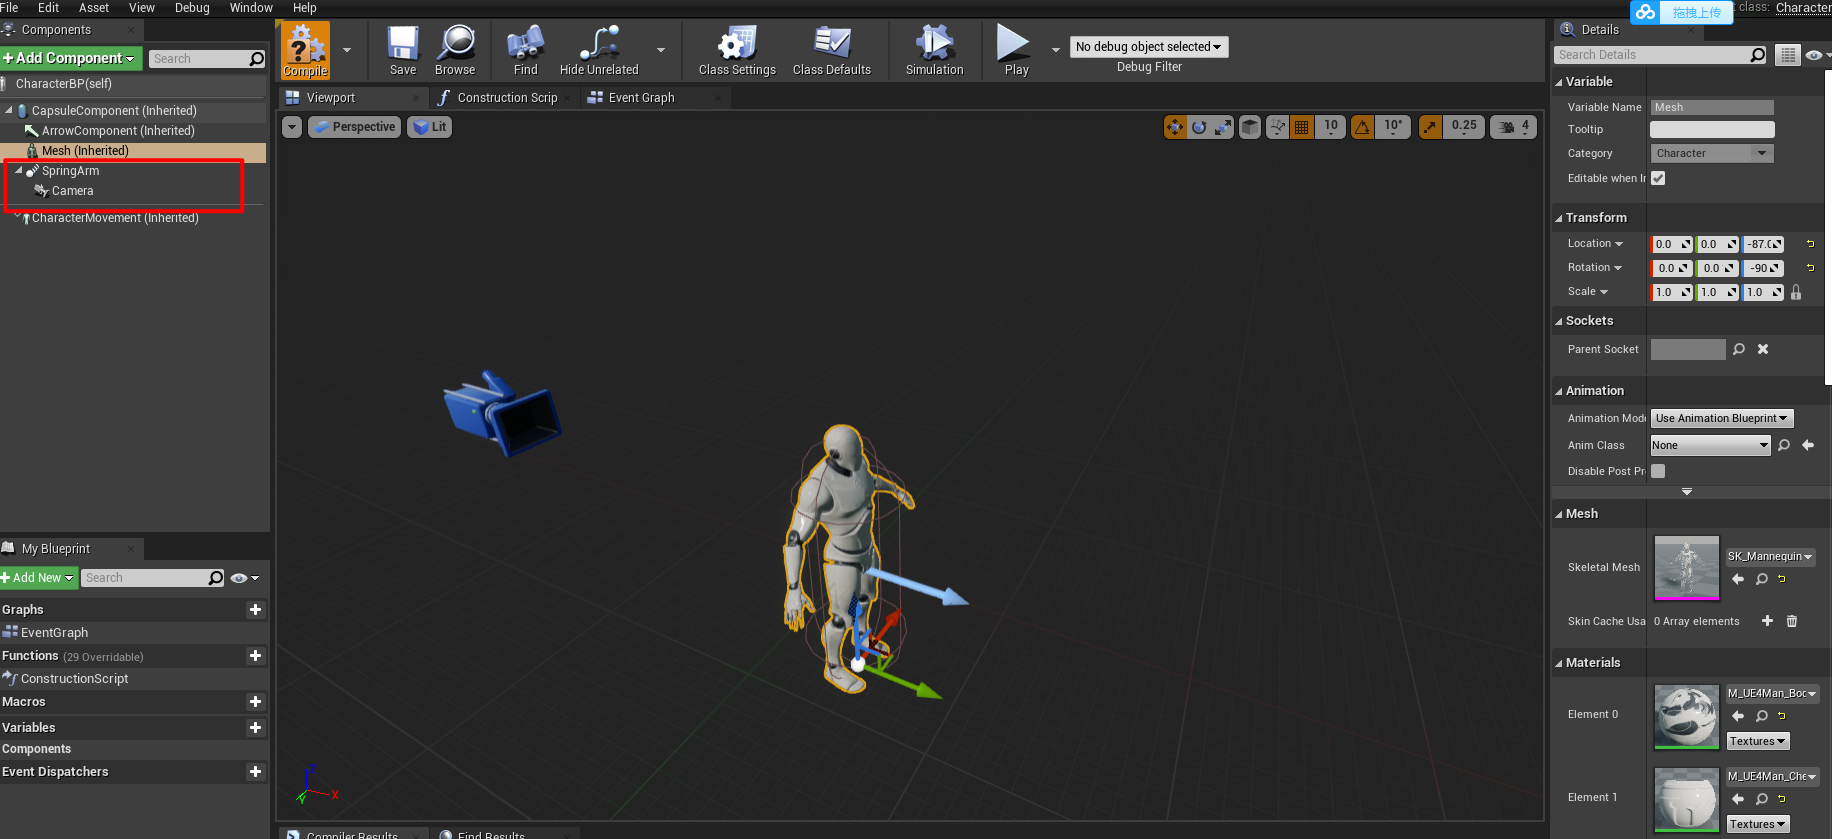 File Edit Asset View Debug Window Help
拖拽上传
t class: Character
Components
Details
Add Component
Search
CharacterBP(self)
CapsuleComponent (Inherited)
ArrowComponent (Inherited)
Mesh (Inherited)
SpringArm
Camera
CharacterMovement (Inherited)
Compile
Save
Browse
Find
Hide Unrelated
Class Settings
Class Defaults
Simulation
Play
No debug object selected
Debug Filter
Viewport
Construction Scrip
Event Graph
Perspective
Lit
10
10°
0.25
4
Z
X
Y
My Blueprint
Add New
Search
Graphs
EventGraph
Functions (29 Overridable)
ConstructionScript
Macros
Variables
Components
Event Dispatchers
Compiler Results
Find Results
Search Details
Variable
Variable Name Mesh
Tooltip
Category Character
Editable when In
Transform
Location 0.0 0.0 -87.0
Rotation 0.0 0.0 -90
Scale 1.0 1.0 1.0
Sockets
Parent Socket
Animation
Animation Mode Use Animation Blueprint
Anim Class None
Disable Post Pr
Mesh
Skeletal Mesh SK_Mannequin
Skin Cache Usa 0 Array elements
Materials
Element 0 M_UE4Man_Boc
Textures
Element 1 M_UE4Man_Che
Textures